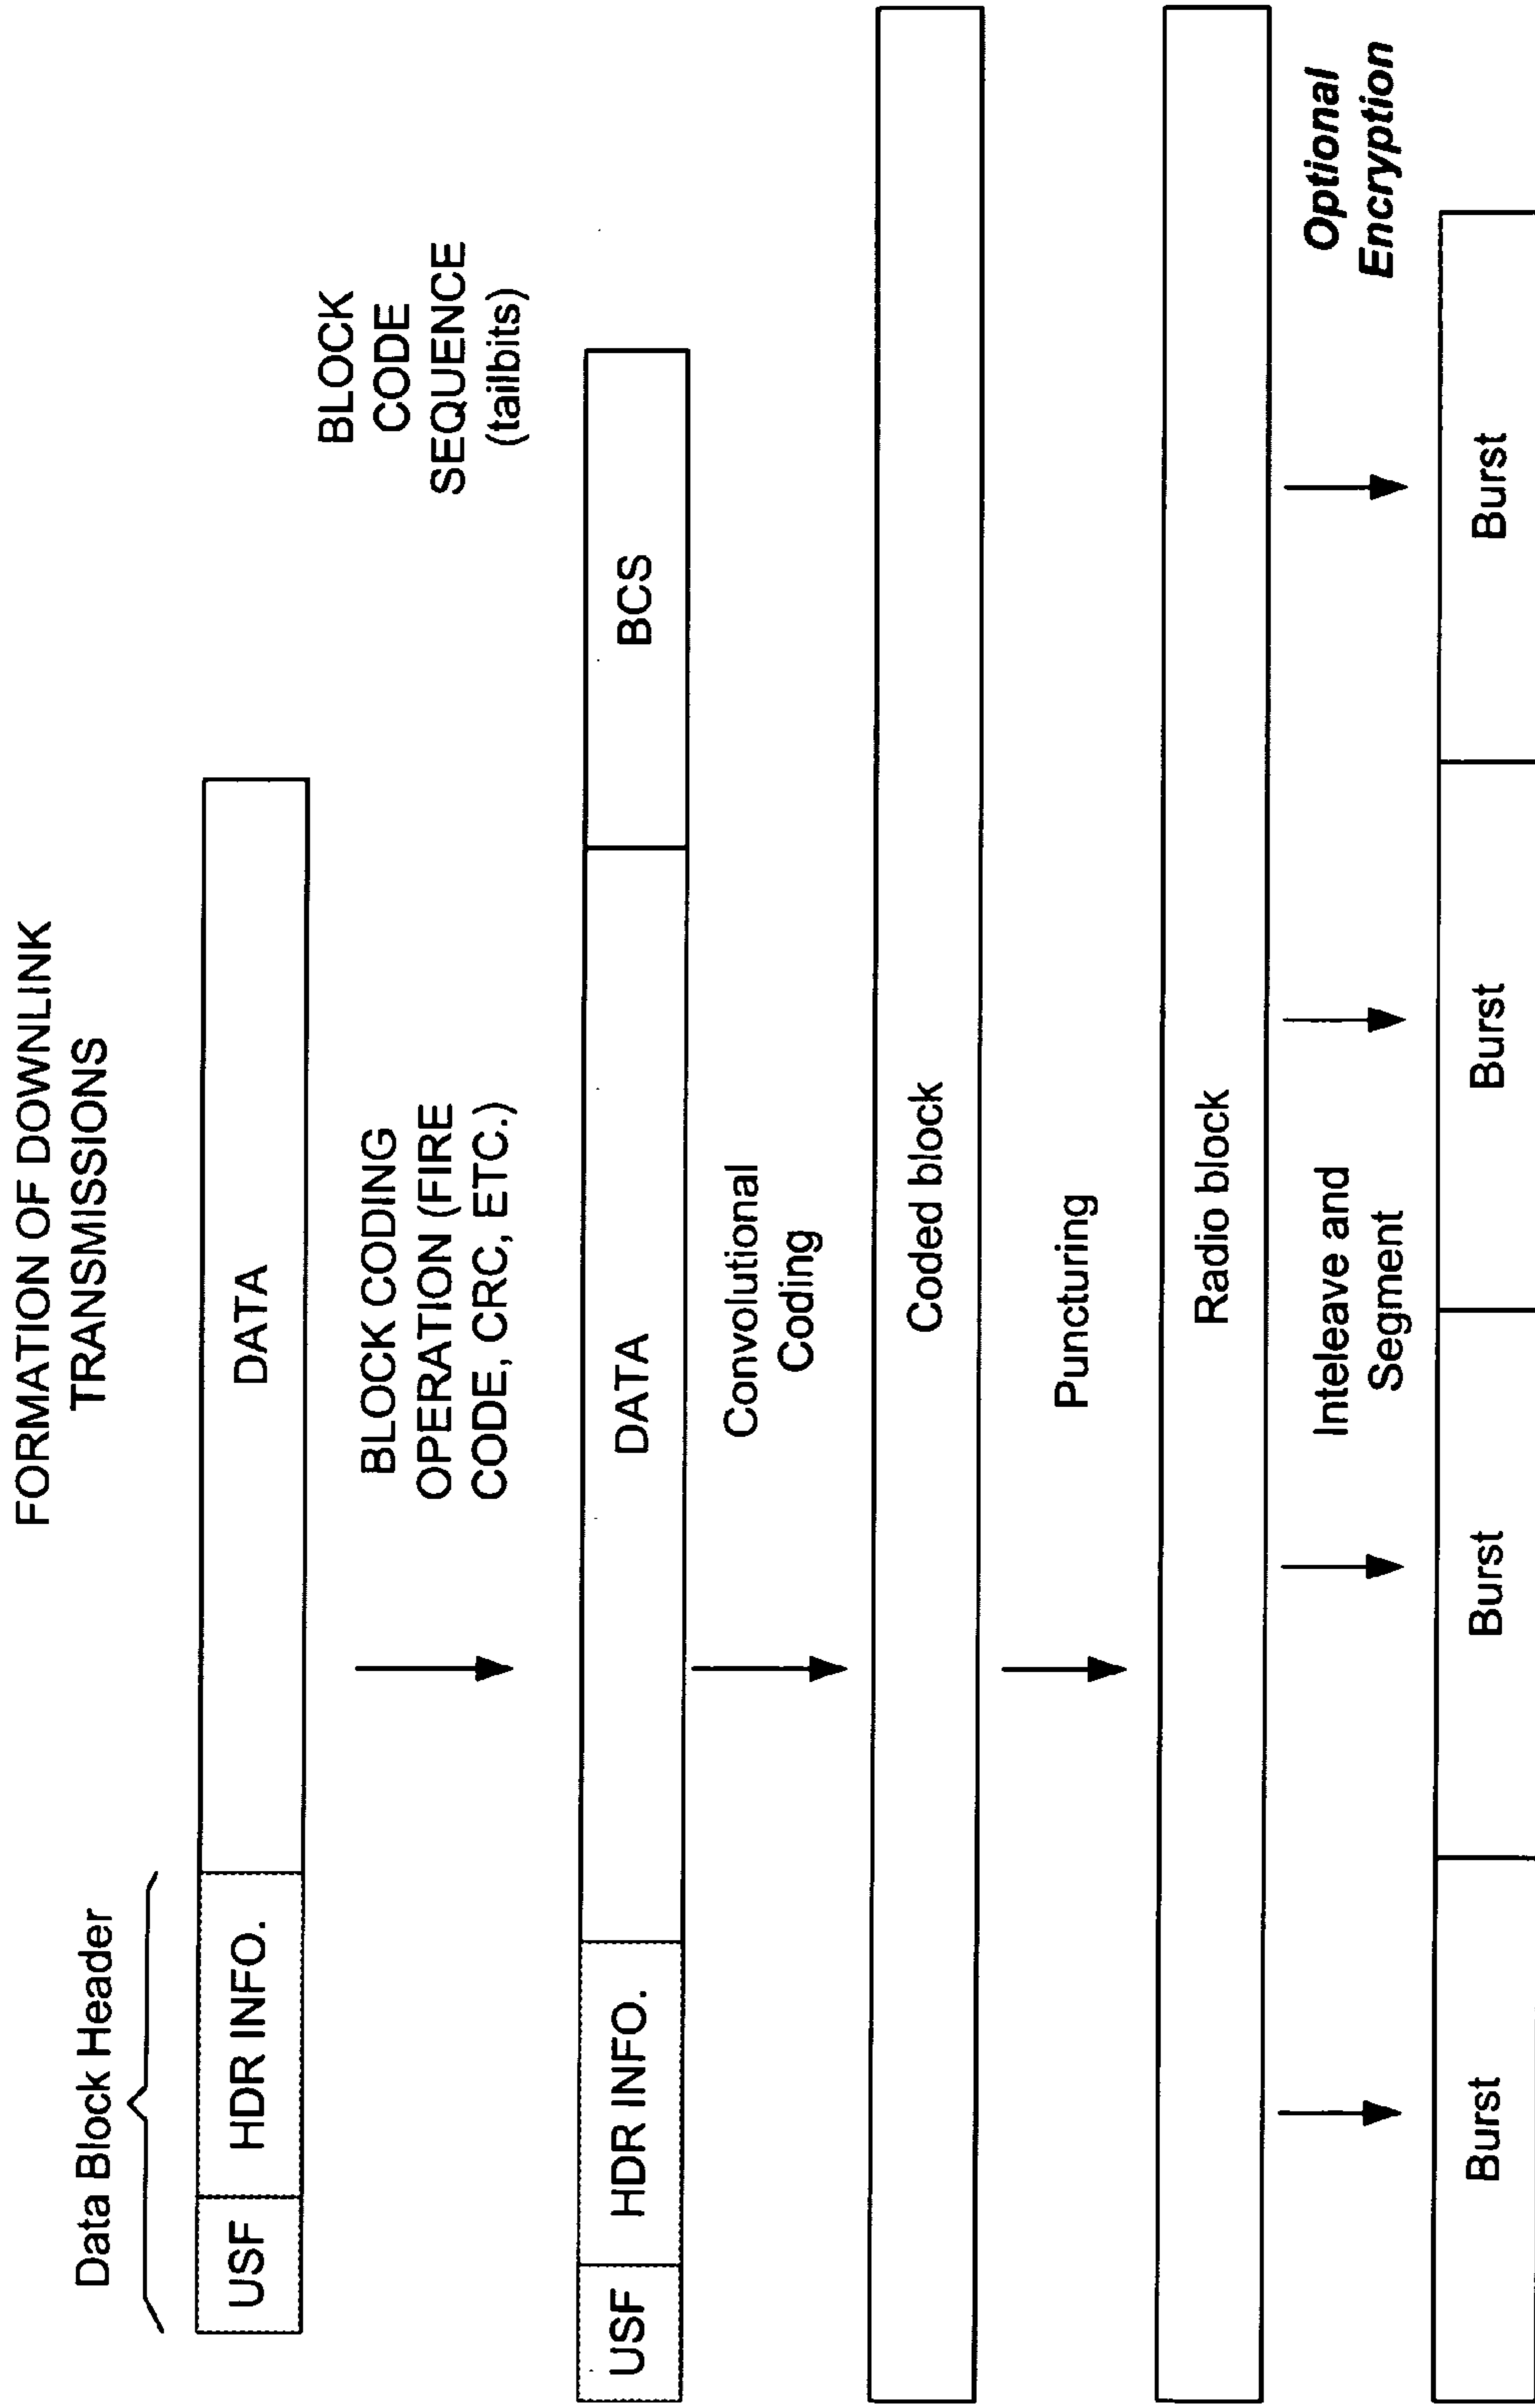 FORMATION OF DOWNLINK
TRANSMISSIONS
Data Block Header
USF
HDR INFO.
DATA
BLOCK CODING
OPERATION (FIRE
CODE, CRC, ETC.)
BLOCK
CODE
SEQUENCE
(tailbits)
USF
HDR INFO.
DATA
BCS
Convolutional
Coding
Coded block
Puncturing
Radio block
Inteleave and
Segment
Optional
Encryption
Burst
Burst
Burst
Burst